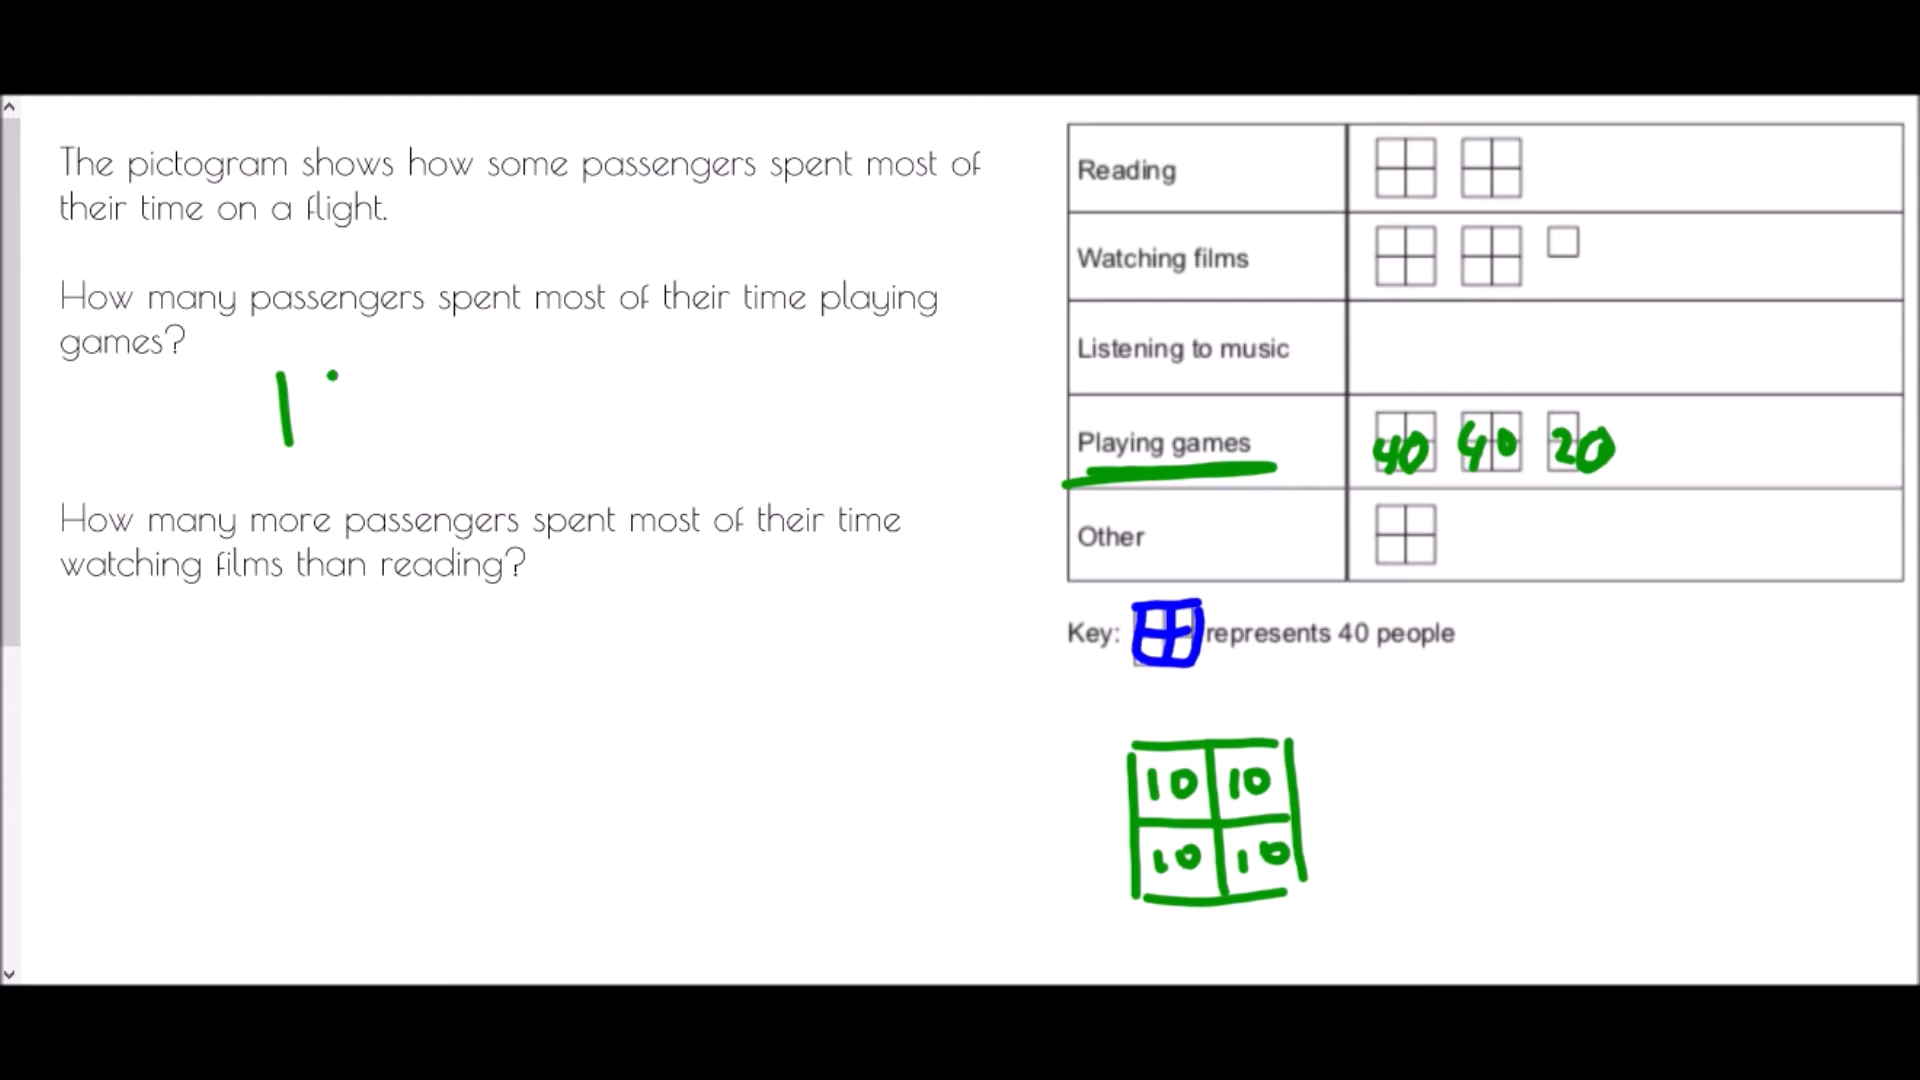 The pictogram shows how some passengers spent most of
their time on a flight.
How many passengers spent most of their time playing
games?
1
How many more passengers spent most of their time
watching films than reading?
Reading
Watching films
Listening to music
Playing games
40 40 20
Other
Key: represents 40 people
10 10
10 10